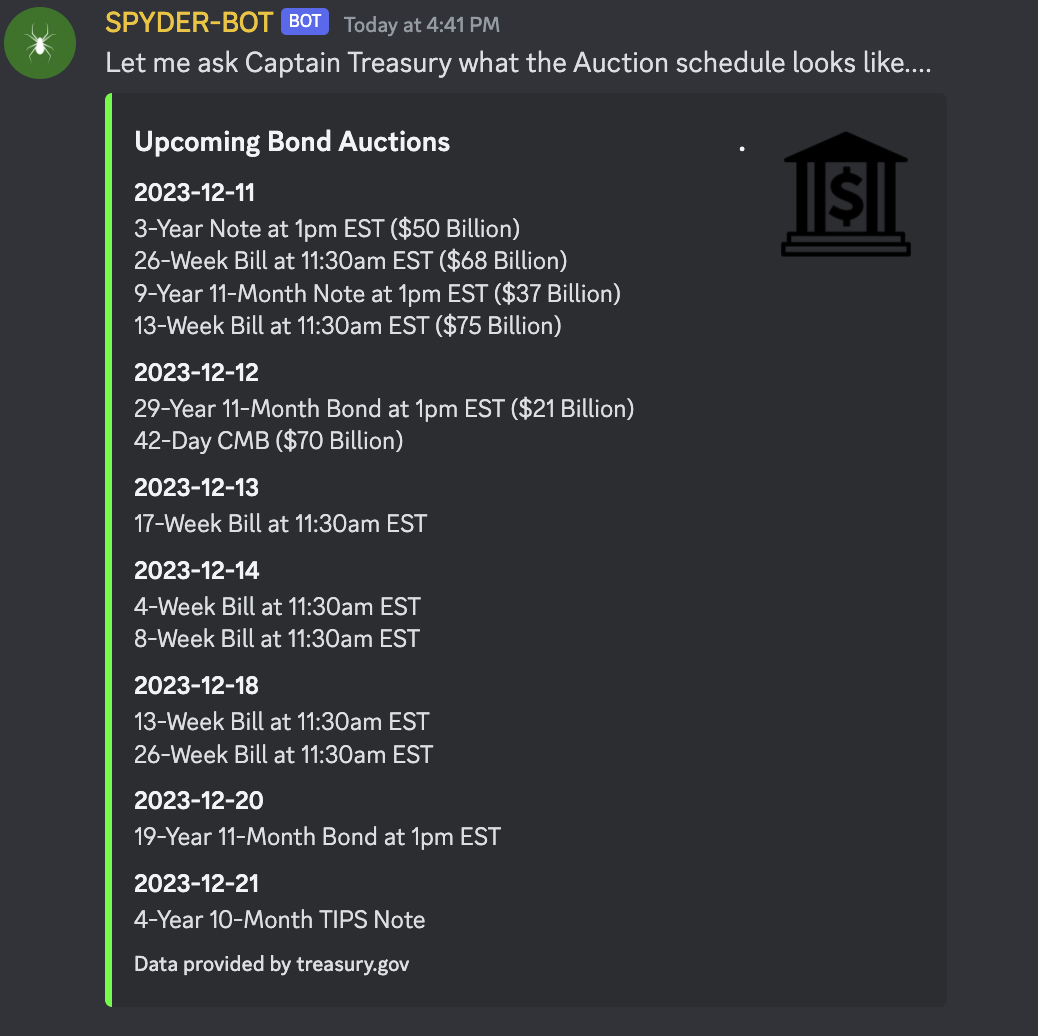 SPYDER-BOT BOT Today at 4:41 PM
Let me ask Captain Treasury what the Auction schedule looks like....
Upcoming Bond Auctions .
$
2023-12-11
3-Year Note at 1pm EST ($50 Billion)
26-Week Bill at 11:30am EST ($68 Billion)
9-Year 11-Month Note at 1pm EST ($37 Billion)
13-Week Bill at 11:30am EST ($75 Billion)
2023-12-12
29-Year 11-Month Bond at 1pm EST ($21 Billion)
42-Day CMB ($70 Billion)
2023-12-13
17-Week Bill at 11:30am EST
2023-12-14
4-Week Bill at 11:30am EST
8-Week Bill at 11:30am EST
2023-12-18
13-Week Bill at 11:30am EST
26-Week Bill at 11:30am EST
2023-12-20
19-Year 11-Month Bond at 1pm EST
2023-12-21
4-Year 10-Month TIPS Note
Data provided by treasury.gov